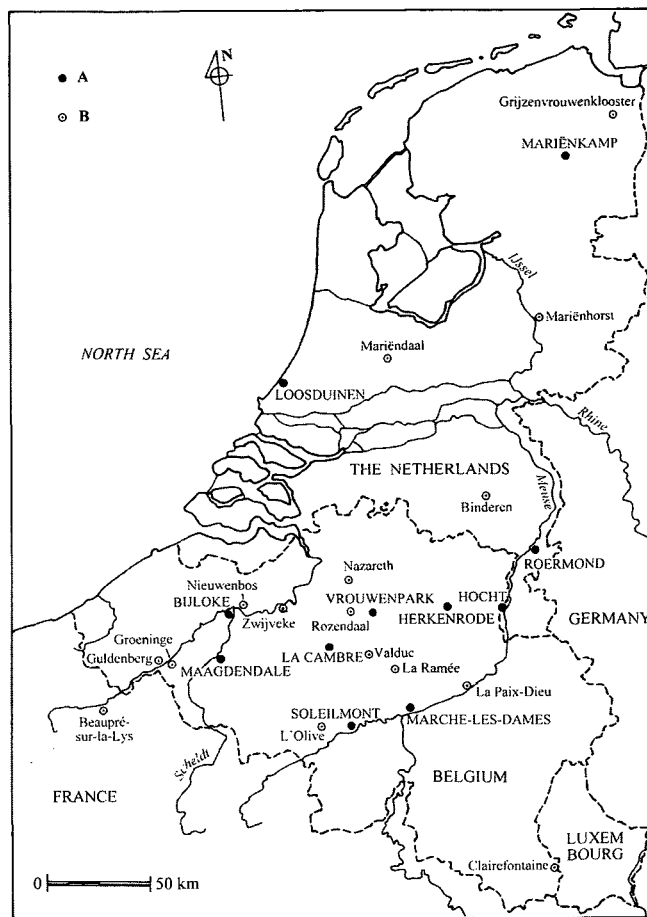 N
A
B
Grijzenvrouwenklooster
MARIËNKAMP
IJssel
Mariënhorst
NORTH SEA
Mariëndaal
LOOSDUINEN
Rhine
THE NETHERLANDS
Meuse
Binderen
ROERMOND
Nazareth
Nieuwenbos
BIJLOKE
Zwijveke
VROUWENPARK
HOCHT
Rozendaal
HERKENRODE
GERMANY
Groeninge
Guldenberg
MAAGDENDALE
LA CAMBRE
Valduc
La Ramée
La Paix-Dieu
Beaupré-
sur-la-Lys
SOLEILMONT
MARCHE-LES-DAMES
L'Olive
Scheldt
BELGIUM
FRANCE
LUXEM
BOURG
Clairefontaine
0 50 km